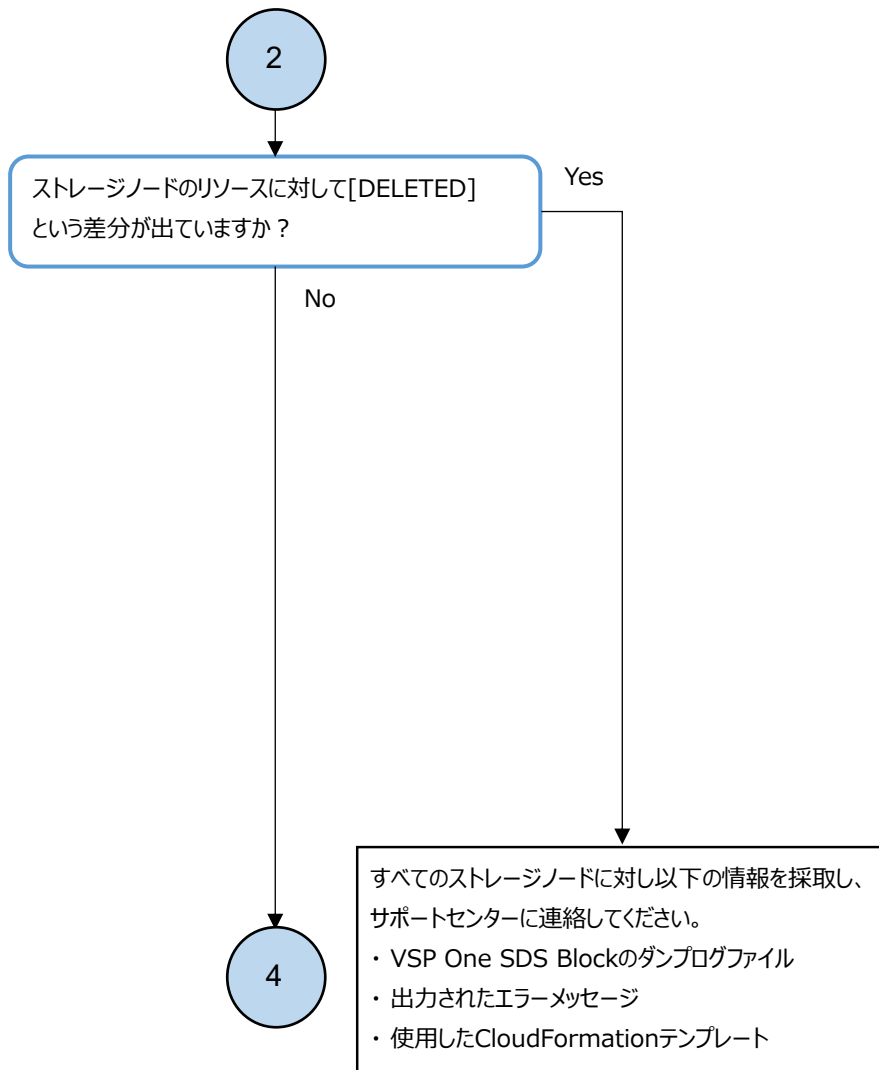 2
ストレージノードのリソースに対して[DELETED]
という差分が出ていますか？
Yes
No
すべてのストレージノードに対し以下の情報を採取し、
サポートセンターに連絡してください。
・ VSP One SDS Blockのダンプログファイル
・ 出力されたエラーメッセージ
・ 使用したCloudFormationテンプレート
4